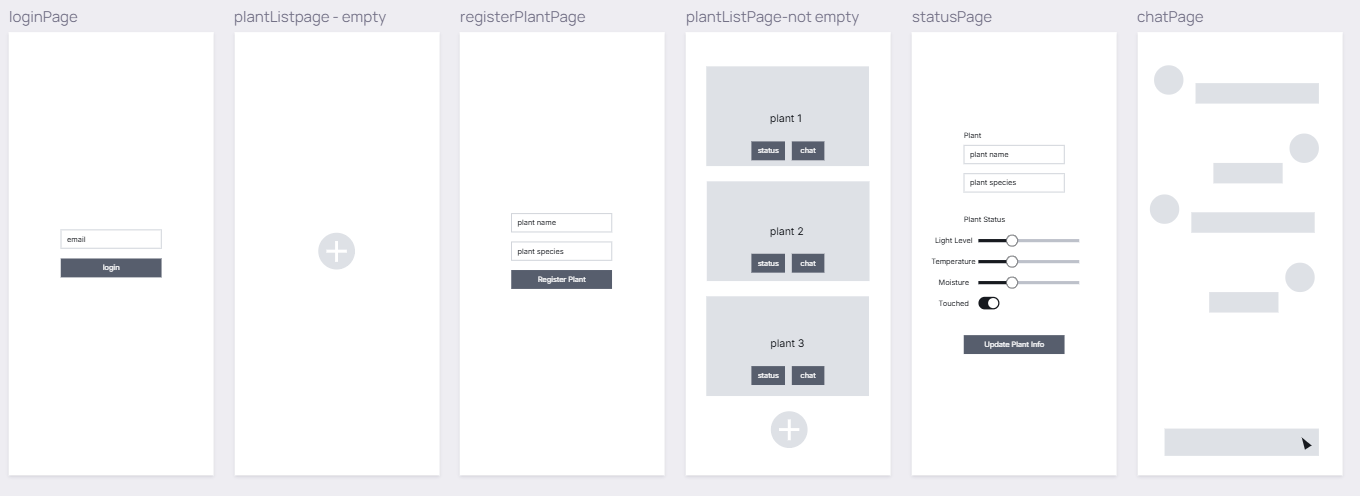 loginPage
email
login
plantListpage - empty
registerPlantPage
plant name
plant species
Register Plant
plantListPage-not empty
plant 1
status chat
plant 2
status chat
plant 3
status chat
statusPage
Plant
plant name
plant species
Plant Status
Light Level
Temperature
Moisture
Touched
Update Plant Info
chatPage